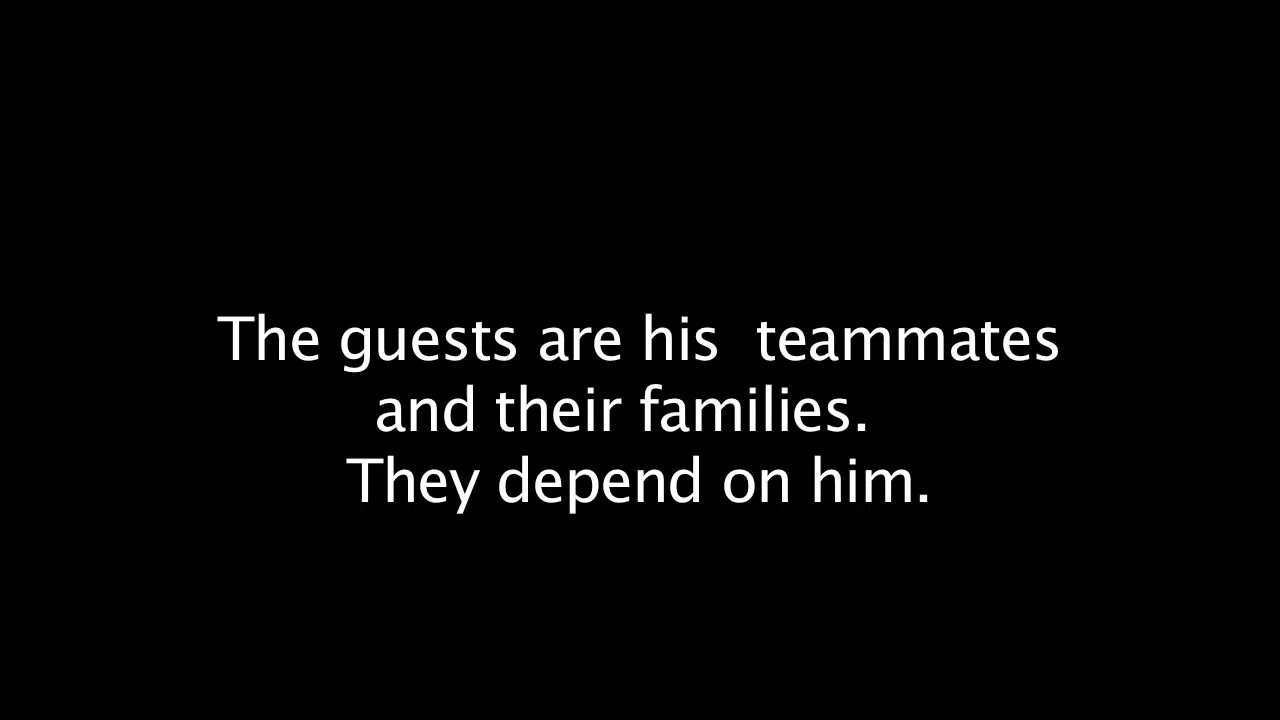 The guests are his  teammates
and their families.
They depend on him.